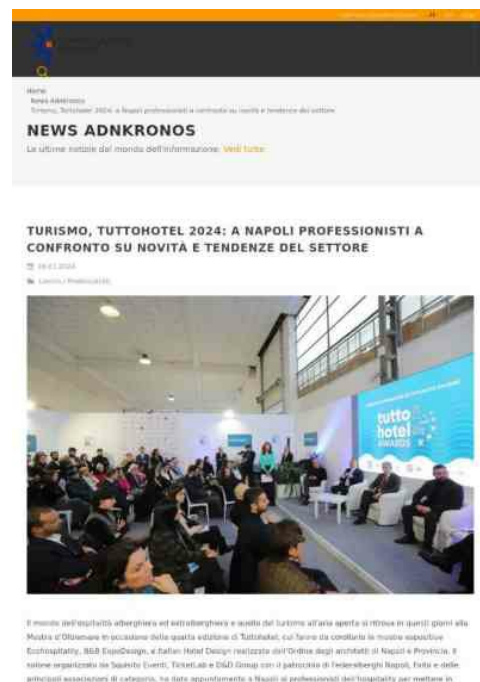 Home
News Adnkronos
Turismo, Tuttohotel 2024: a Napoli professionisti a confronto su novità e tendenze del settore
NEWS ADNKRONOS
Le ultime notizie dal mondo dell'informazione. Vedi tutte
TURISMO, TUTTOHOTEL 2024: A NAPOLI PROFESSIONISTI A
CONFRONTO SU NOVITÀ E TENDENZE DEL SETTORE
tutto
hotel
AWARDS
Il mondo dell'ospitalità alberghiera ed extralberghiera e quello del turismo all'aria aperta si ritrova in questi giorni alla
Mostra d'Oltremare in occasione della quarta edizione di Tuttohotel, cui fanno da corollario le mostre espositive
Ecohospitality, B&B ExpoDesign, e Italian Hotel Design realizzata dall'Ordine degli architetti di Napoli e Provincia. Il
salone organizzato da Squisito Eventi, TicketLab e D&D Group con il patrocinio di Federalberghi Napoli, Faita e delle
principali associazioni di categoria, ha dato appuntamento a Napoli ai professionisti dell'hospitality per mettere in